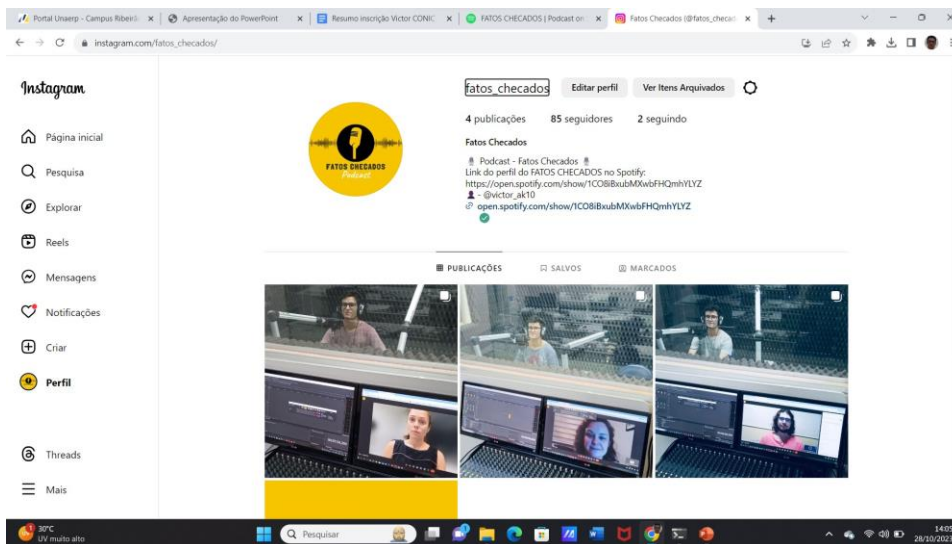 Portal Unaerp - Campus Ribeirã
Apresentação do PowerPoint
Resumo inscrição Victor CONIC
FATOS CHECADOS | Podcast on
Fatos Checados (@fatos_checad
instagram.com/fatos_checados/
Instagram
fatos_checados Editar perfil Ver Itens Arquivados
4 publicações 85 seguidores 2 seguindo
Fatos Checados
Podcast - Fatos Checados
Link do perfil do FATOS CHECADOS no Spotify:
https://open.spotify.com/show/1CO8iBxubMXwbFHQmhYLYZ
- @victor_ak10
open.spotify.com/show/1CO8iBxubMXwbFHQmhYLYZ
FATOS CHECADOS
Podcast
Página inicial
Pesquisa
Explorar
Reels
Mensagens
Notificações
Criar
Perfil
Threads
Mais
PUBLICAÇÕES SALVOS MARCADOS
30°C
UV muito alto
Pesquisar
14:05
28/10/202